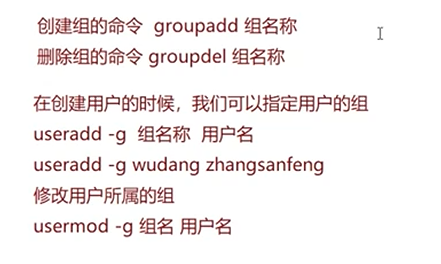 创建组的命令 groupadd 组名称
删除组的命令 groupdel 组名称
在创建用户的时候，我们可以指定用户的组
useradd -g 组名称 用户名
useradd -g wudang zhangsanfeng
修改用户所属的组
usermod -g 组名 用户名